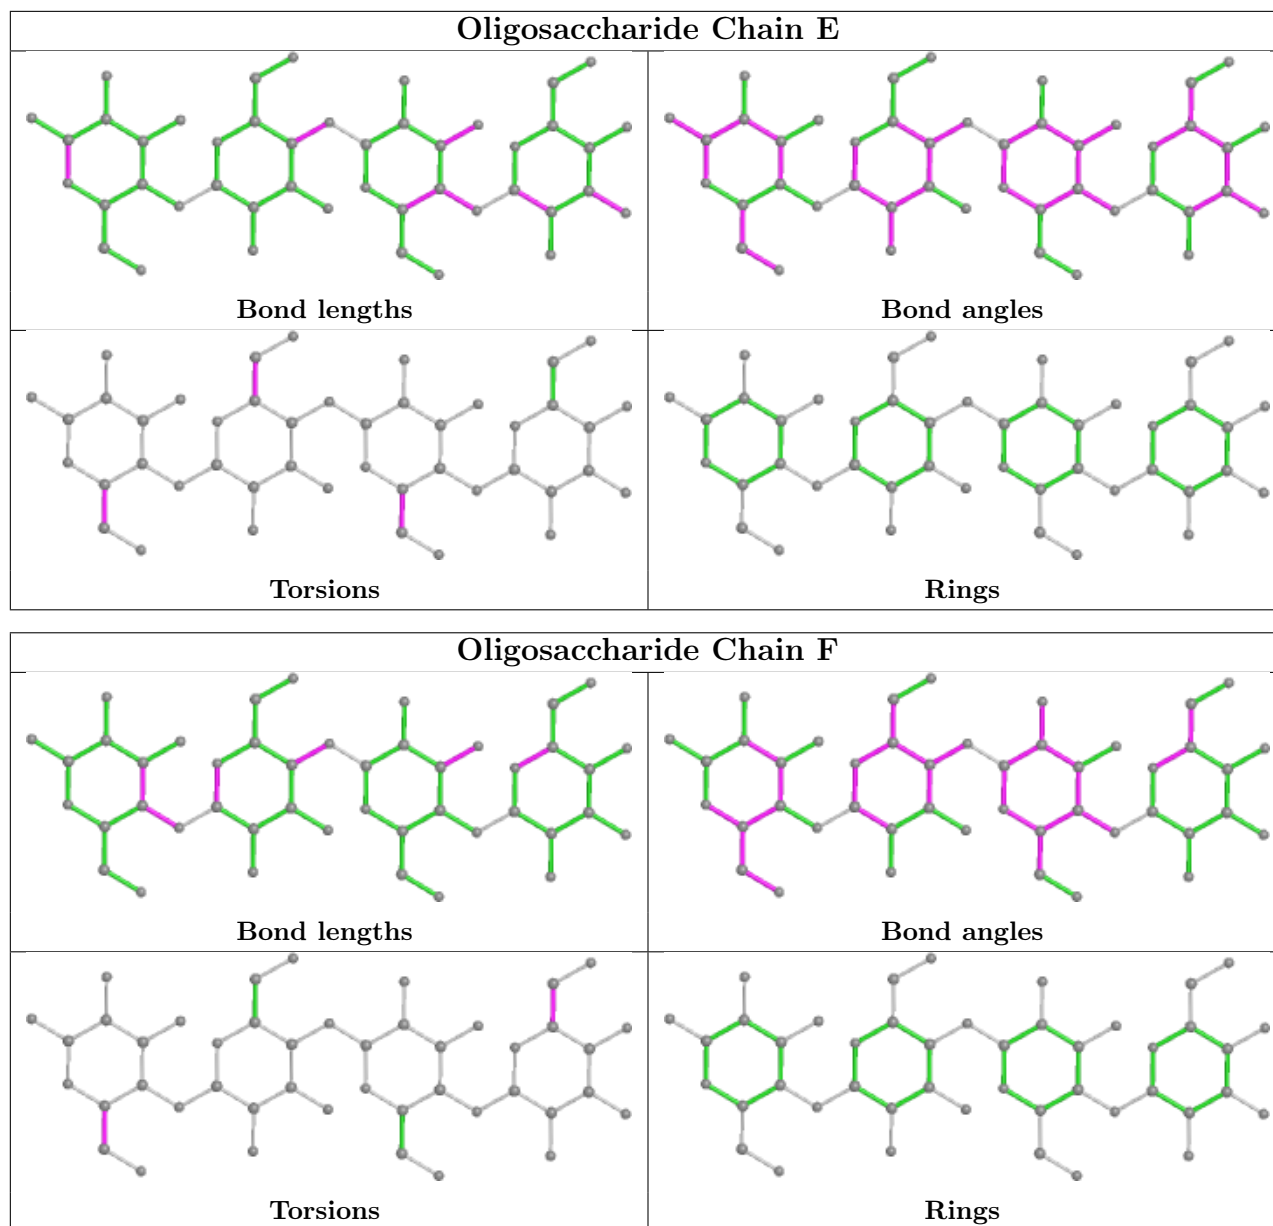 Oligosaccharide Chain E
Bond lengths
Bond angles
Torsions
Rings
Oligosaccharide Chain F
Bond lengths
Bond angles
Torsions
Rings